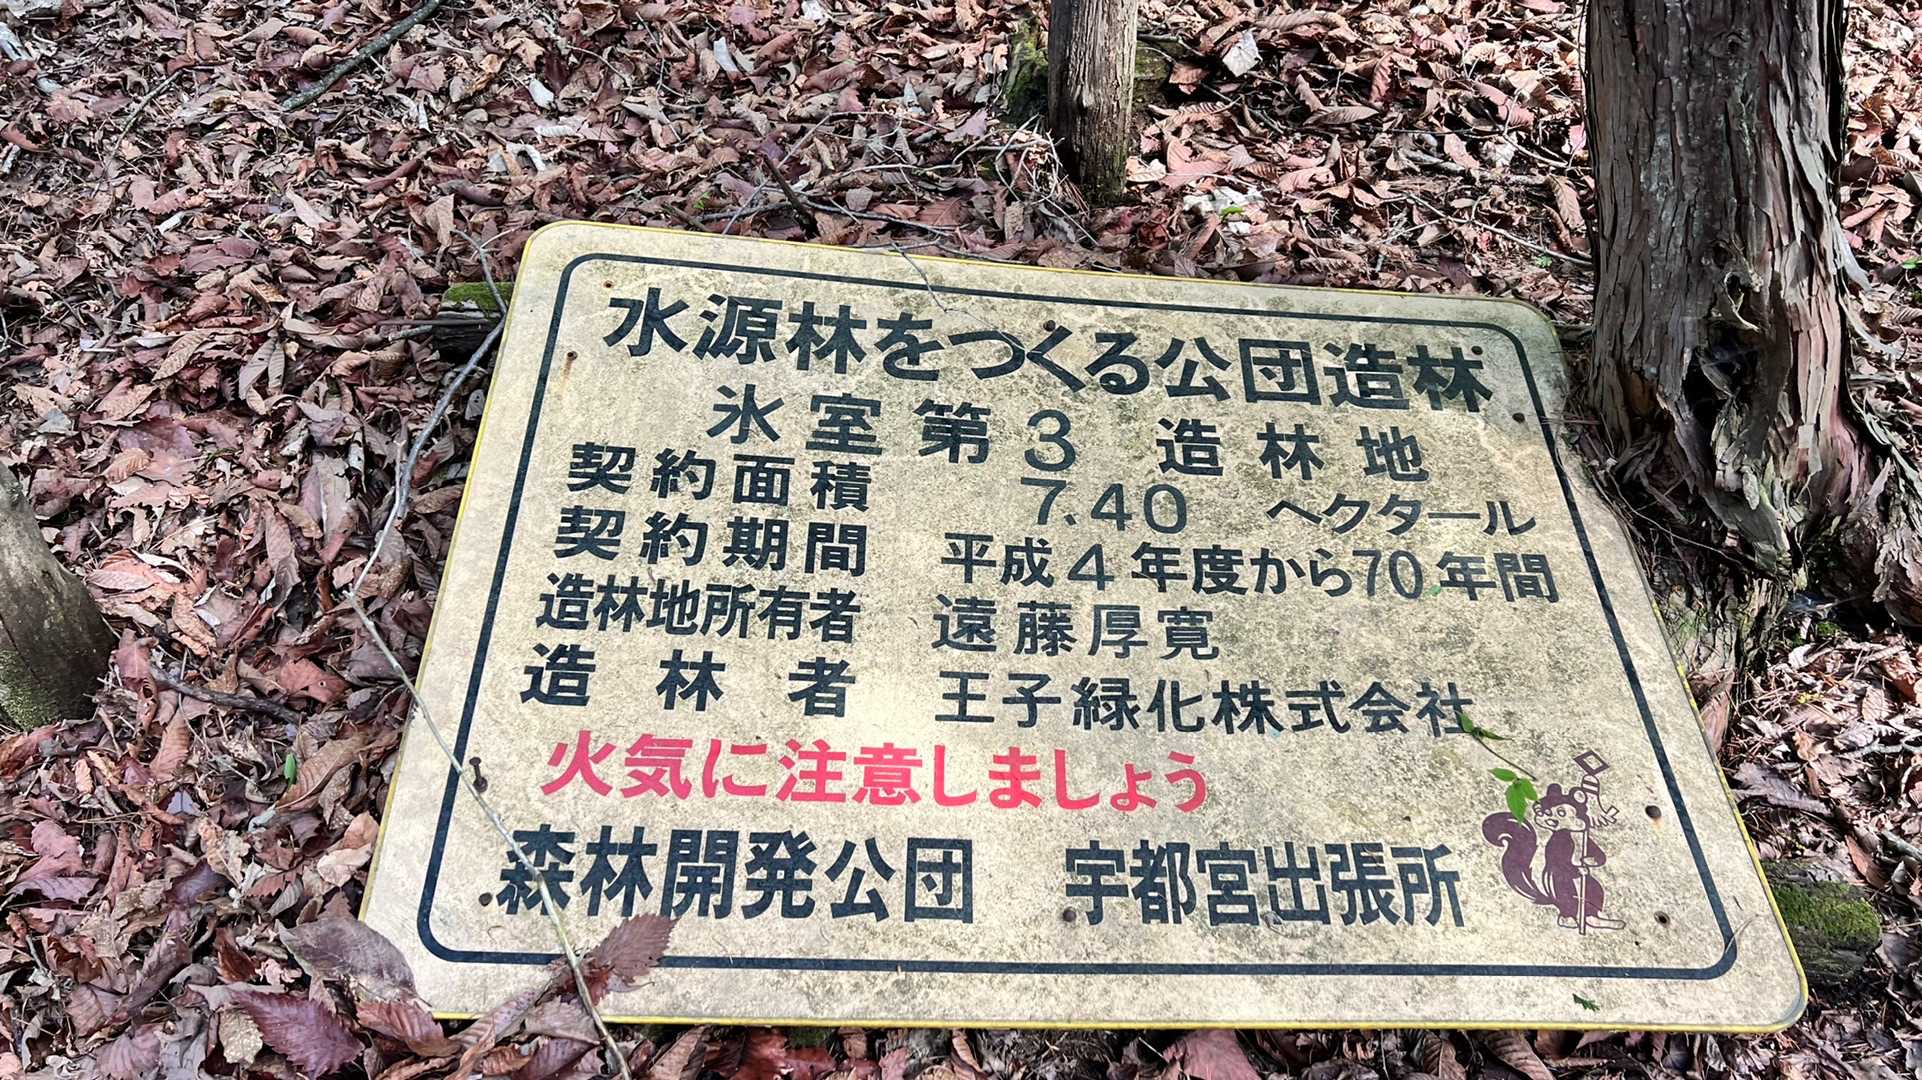 水源林をつくる公団造林
氷室第3 造林地
契約面積 7.40 ヘクタール
契約期間 平成4年度から70年間
造林地所有者 遠藤厚寛
造林者 王子緑化株式会社
火気に注意しましょう
森林開発公団 宇都宮出張所